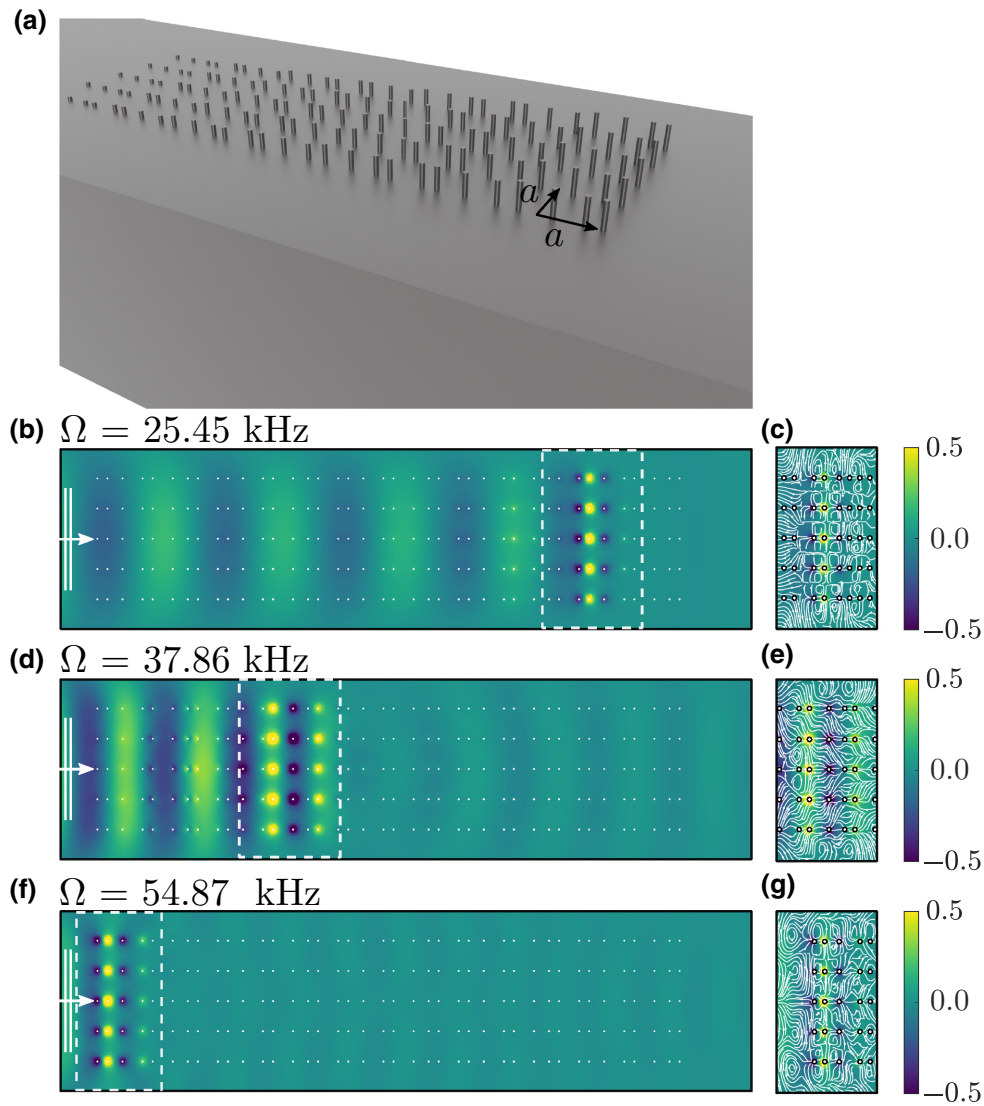 (a)
a
a
(b) Ω = 25.45 kHz
(c)
0.5
0.0
−0.5
(d) Ω = 37.86 kHz
(e)
0.5
0.0
−0.5
(f) Ω = 54.87 kHz
(g)
0.5
0.0
−0.5